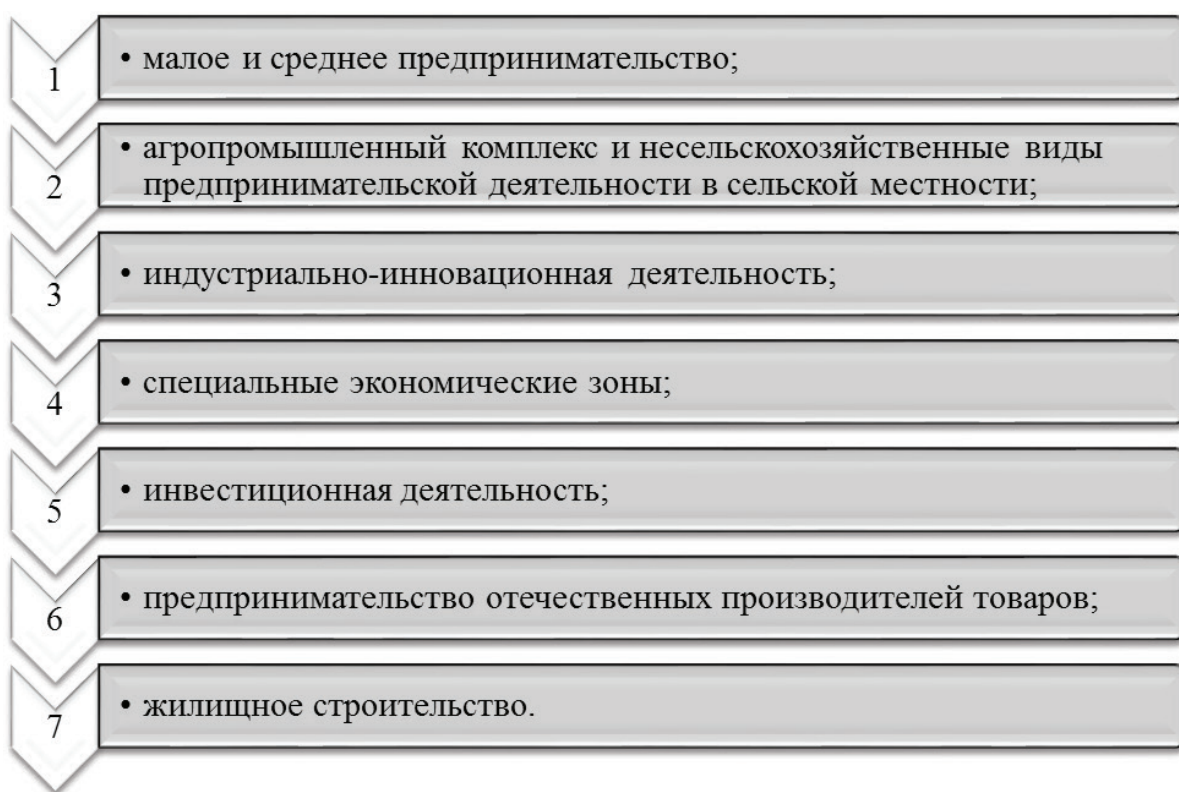 1
• малое и среднее предпринимательство;
2
• агропромышленный комплекс и несельскохозяйственные виды
предпринимательской деятельности в сельской местности;
3
• индустриально-инновационная деятельность;
4
• специальные экономические зоны;
5
• инвестиционная деятельность;
6
• предпринимательство отечественных производителей товаров;
7
• жилищное строительство.